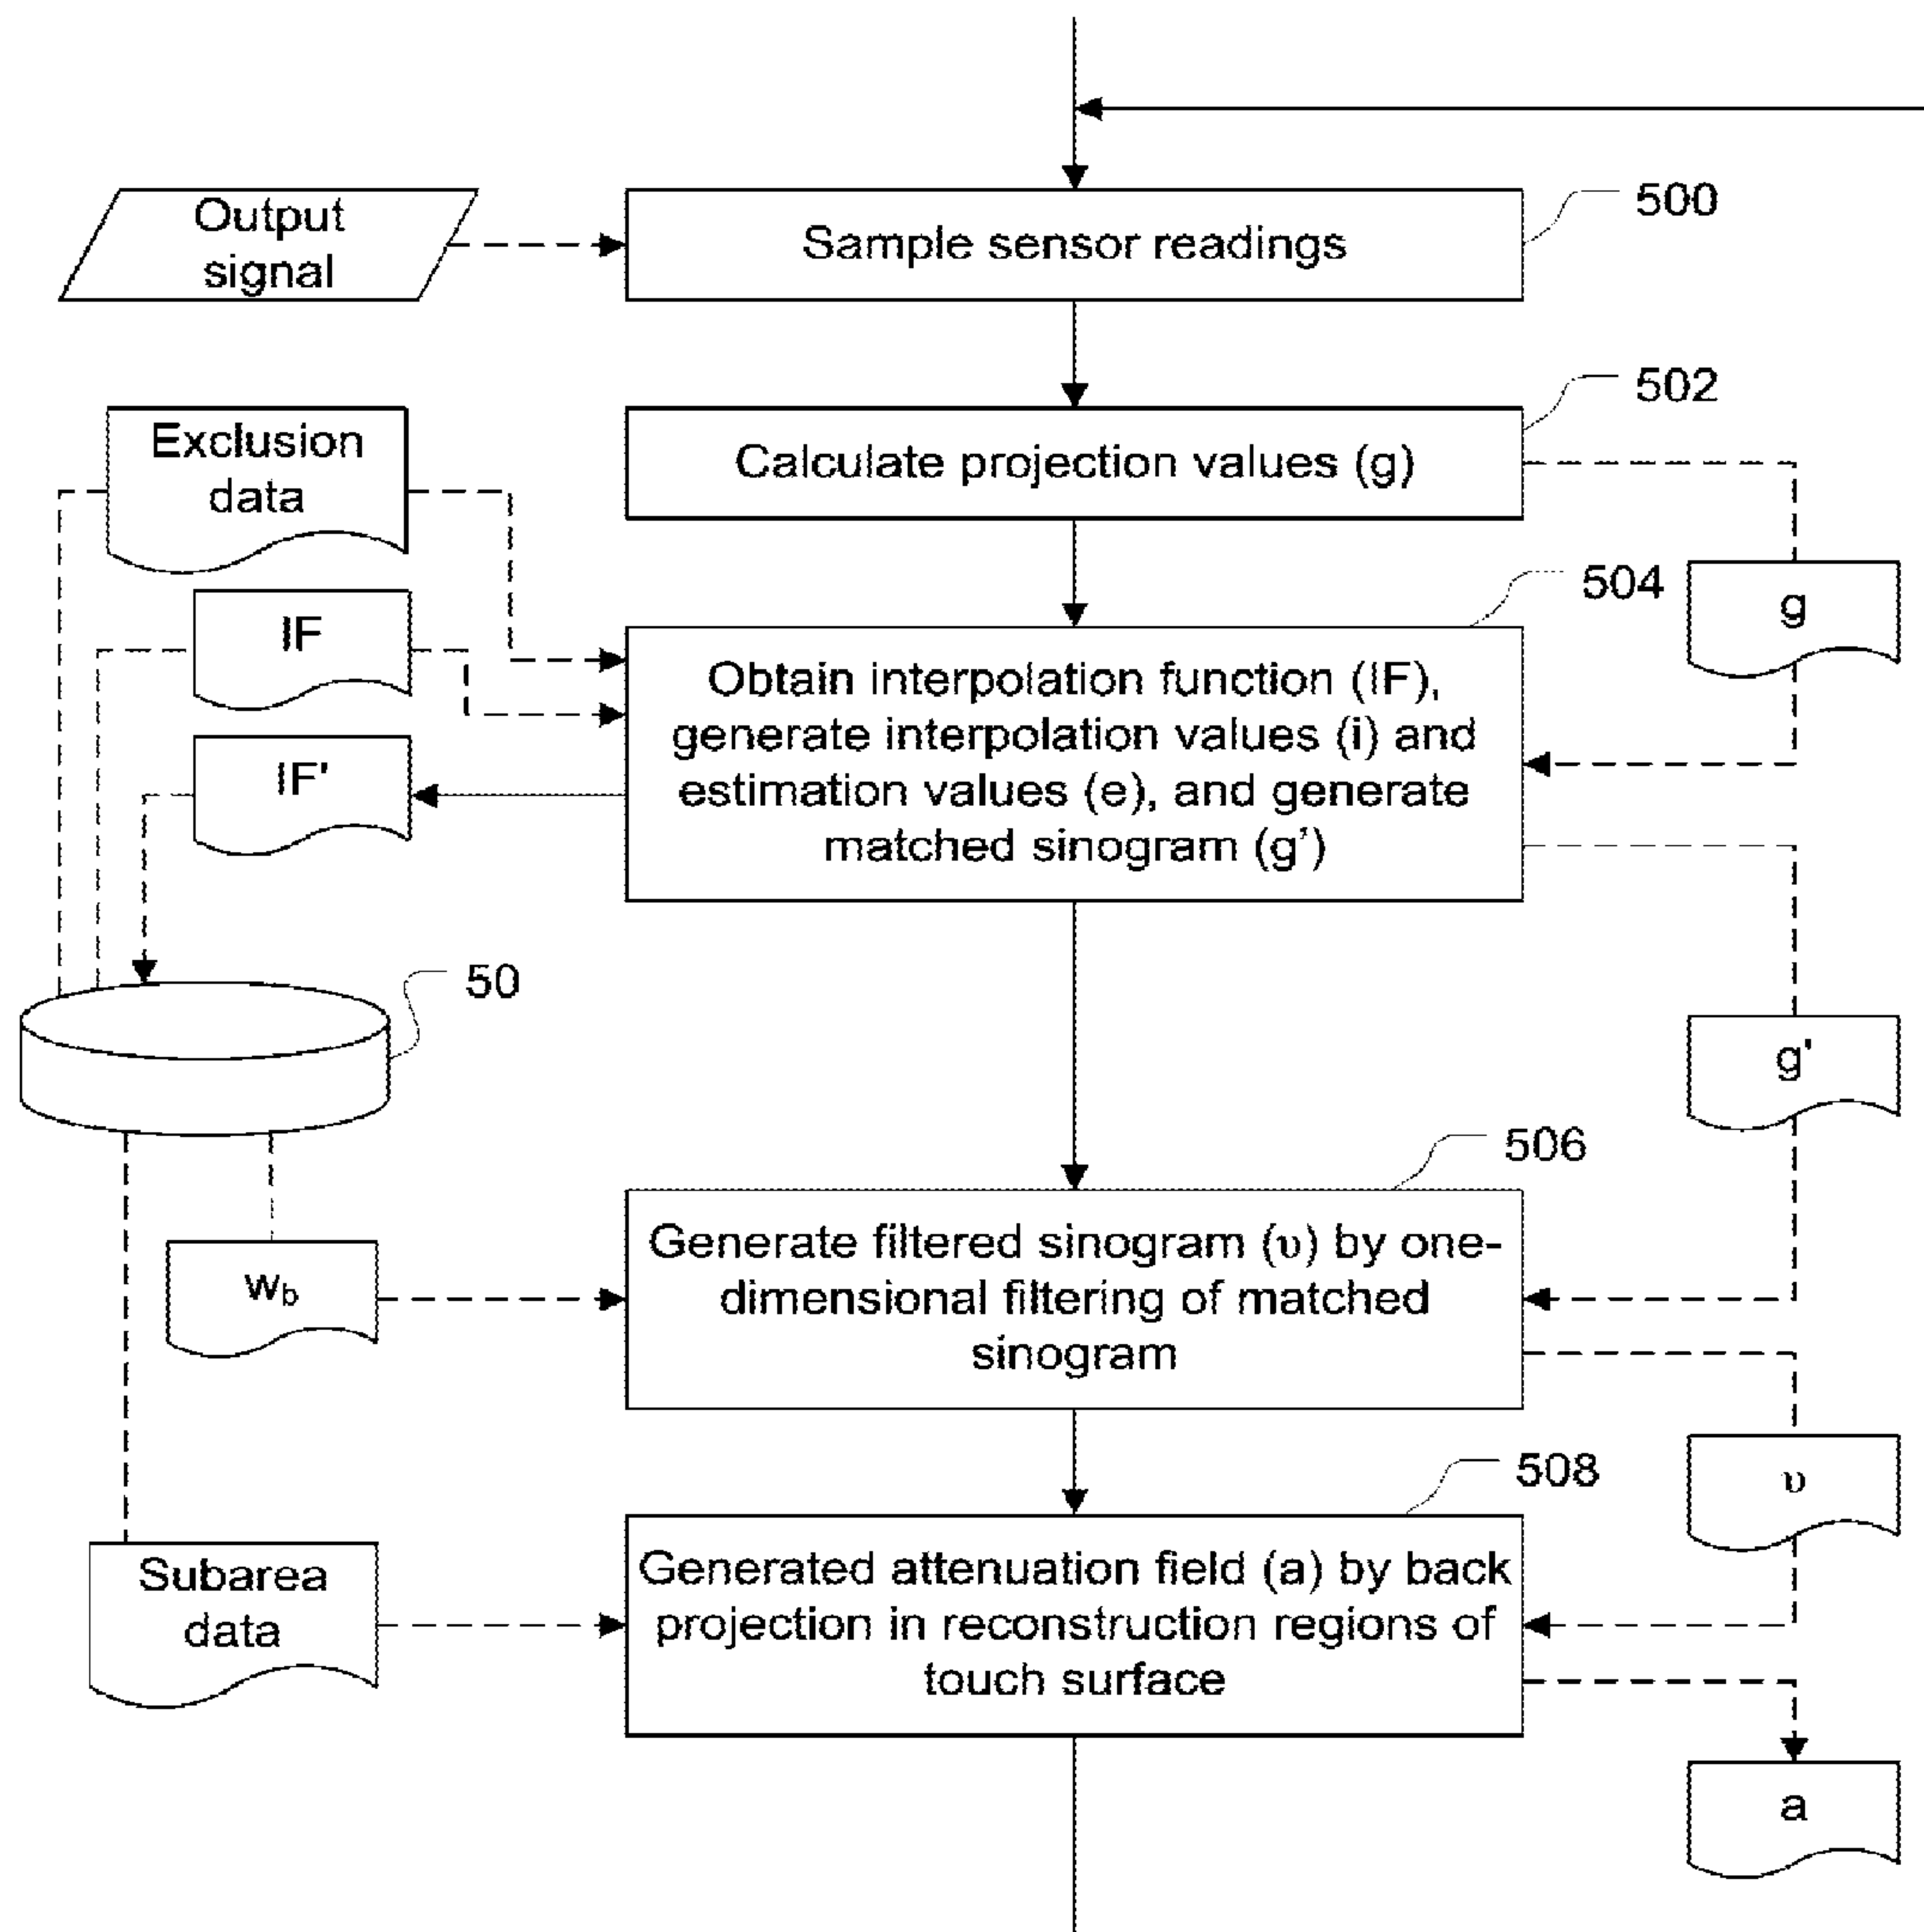 Output
signal
Sample sensor readings
500
Exclusion
data
Calculate projection values (g)
502
IF
IF'
Obtain interpolation function (IF),
generate interpolation values (i) and
estimation values (e), and generate
matched sinogram (g’)
504
g
50
g'
w_b
Generate filtered sinogram (υ) by one-
dimensional filtering of matched
sinogram
506
υ
Subarea
data
Generated attenuation field (a) by back
projection in reconstruction regions of
touch surface
508
a